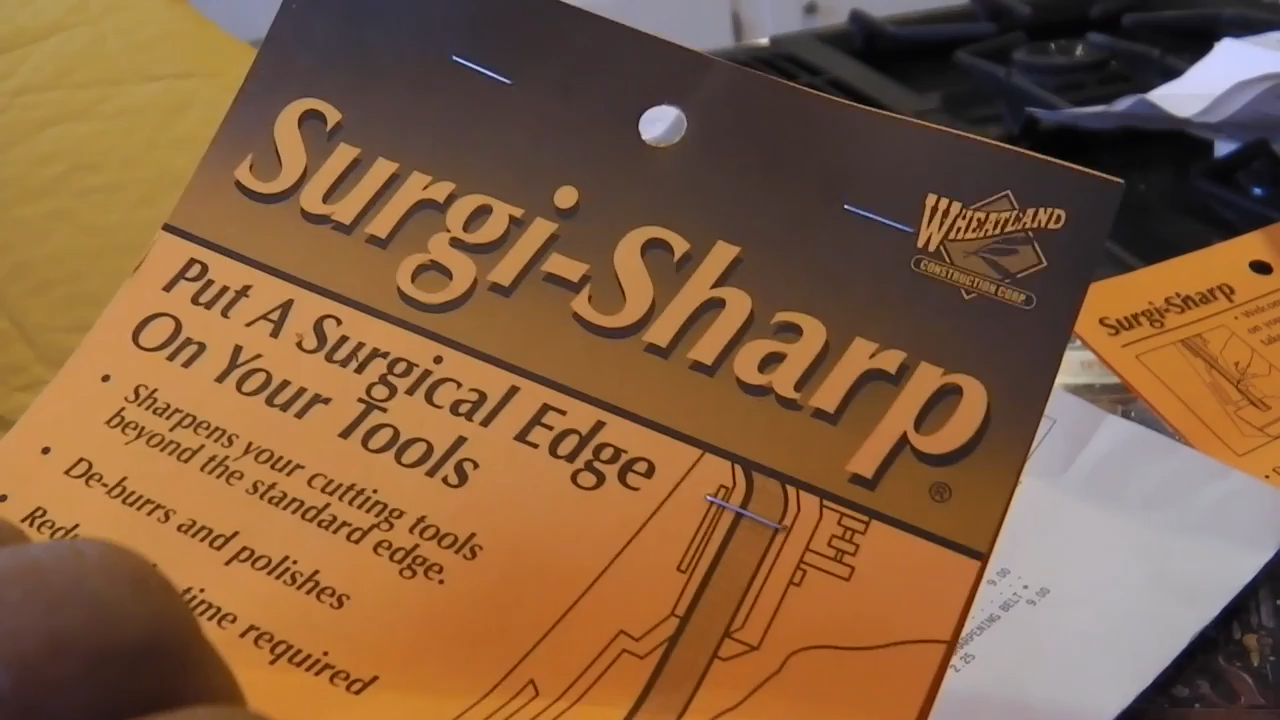 Surgi-Sharp®
WHEATLAND
CONSTRUCTION CORP.
Put A Surgical Edge
On Your Tools
• Sharpens your cutting tools
beyond the standard edge.
• De-burrs and polishes
• time required
Surgi-Sharp
9.00
BELT * 9.00
2.25